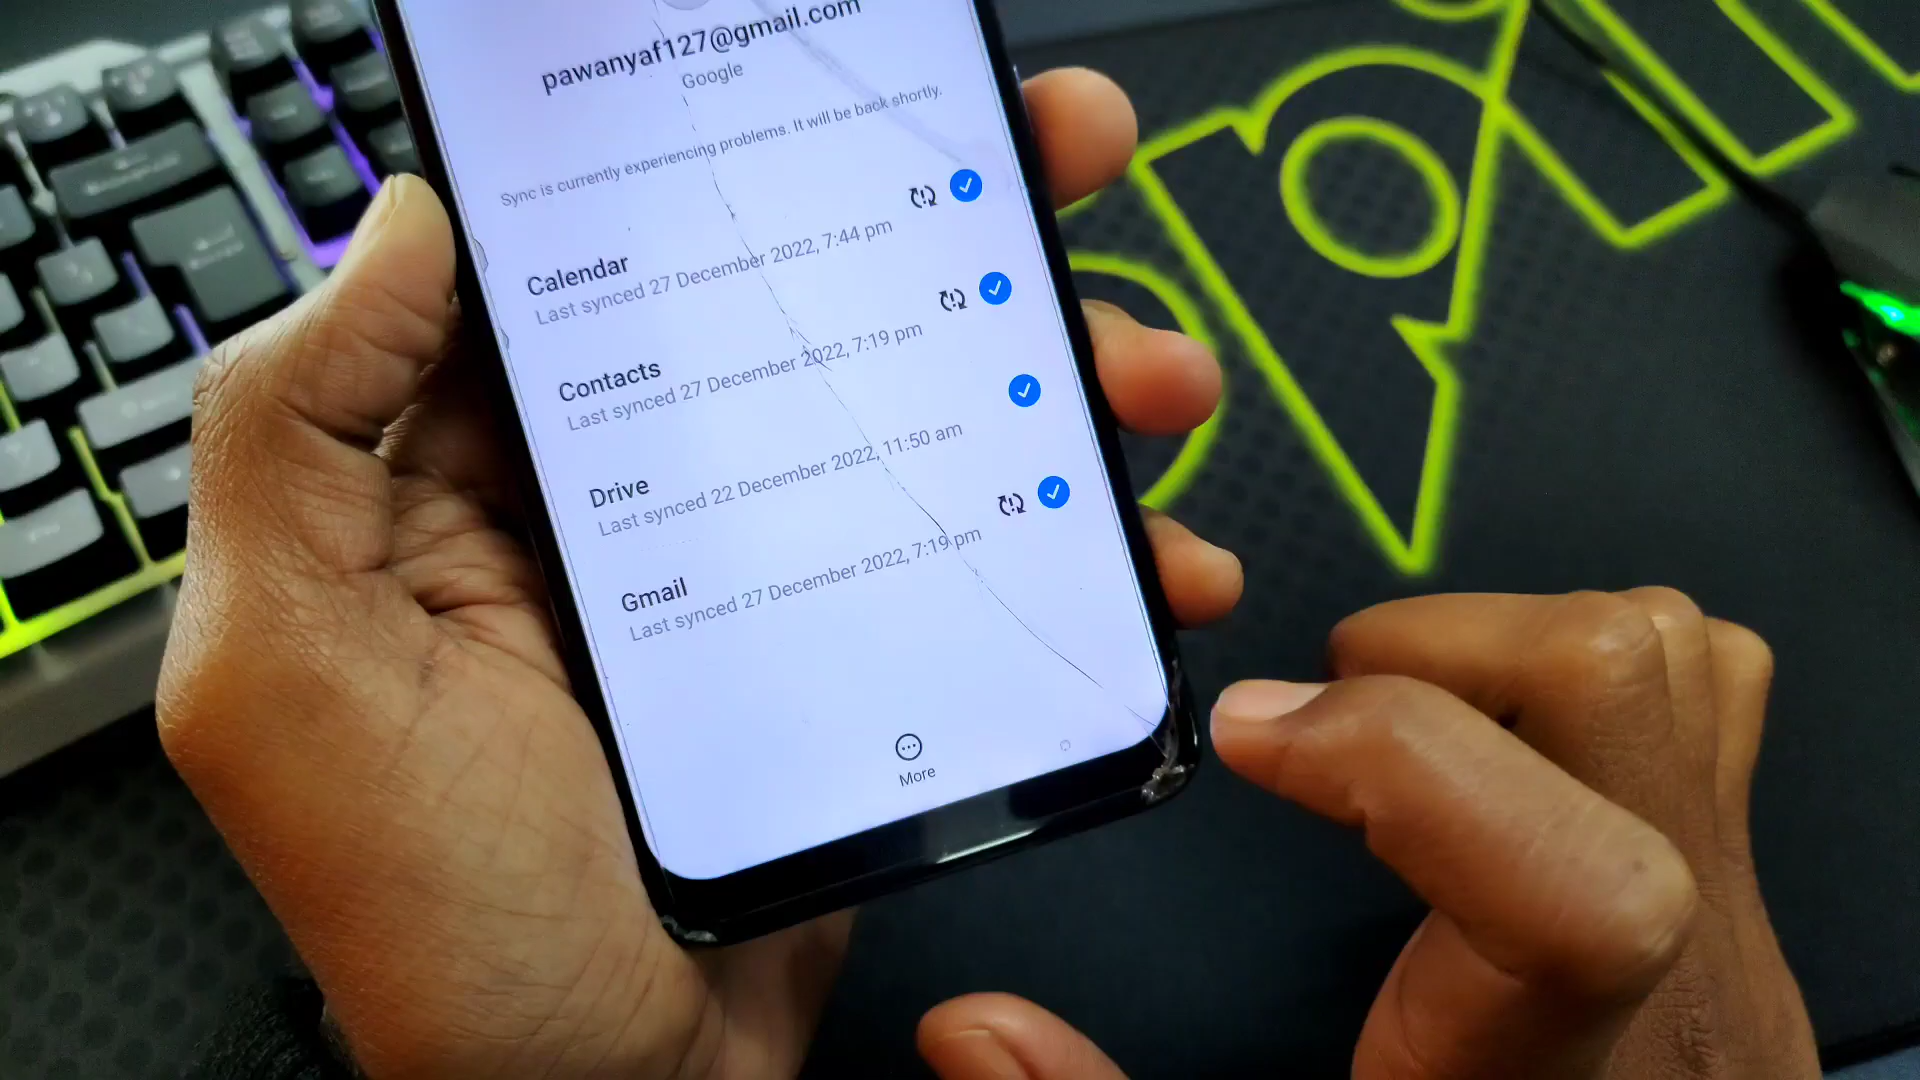 pawanyaf127@gmail.com
Google
Sync is currently experiencing problems. It will be back shortly.
Calendar
Last synced 27 December 2022, 7:44 pm
Contacts
Last synced 27 December 2022, 7:19 pm
Drive
Last synced 22 December 2022, 11:50 am
Gmail
Last synced 27 December 2022, 7:19 pm
More